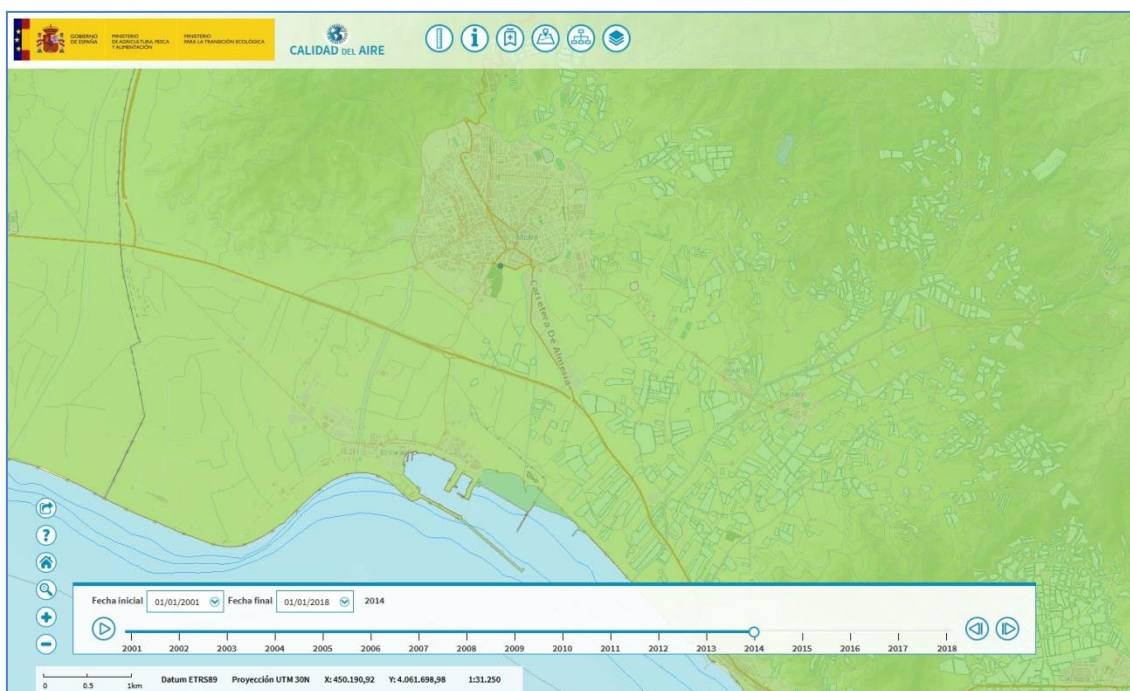 GOBIERNO
DE ESPAÑA
MINISTERIO
DE AGRICULTURA, PESCA
Y ALIMENTACIÓN
MINISTERIO
PARA LA TRANSICIÓN ECOLÓGICA
CALIDAD DEL AIRE
Motril
Carretera De Almería
Fecha inicial 01/01/2001 Fecha final 01/01/2018 2014
2001 2002 2003 2004 2005 2006 2007 2008 2009 2010 2011 2012 2013 2014 2015 2016 2017 2018
0 0.5 1km Datum ETRS89 Proyección UTM 30N X: 450.190,92 Y: 4.061.698,98 1:31.250